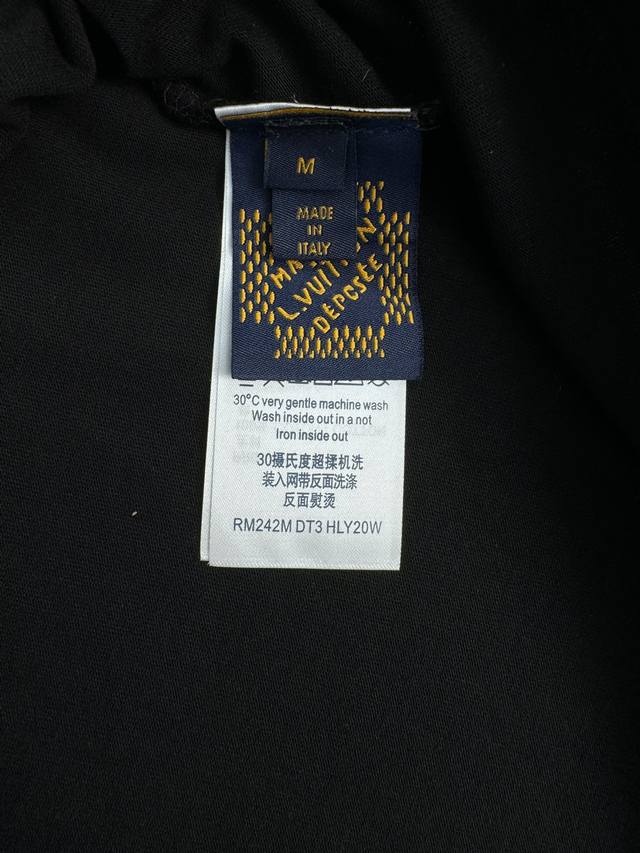 M
MADE
IN
ITALY
L.VUITTON
DÉPOSÉE
30°C very gentle machine wash
Wash inside out in a not
Iron inside out
30摄氏度超揉机洗
装入网带反面洗涤
反面熨烫
RM242M DT3 HLY20W